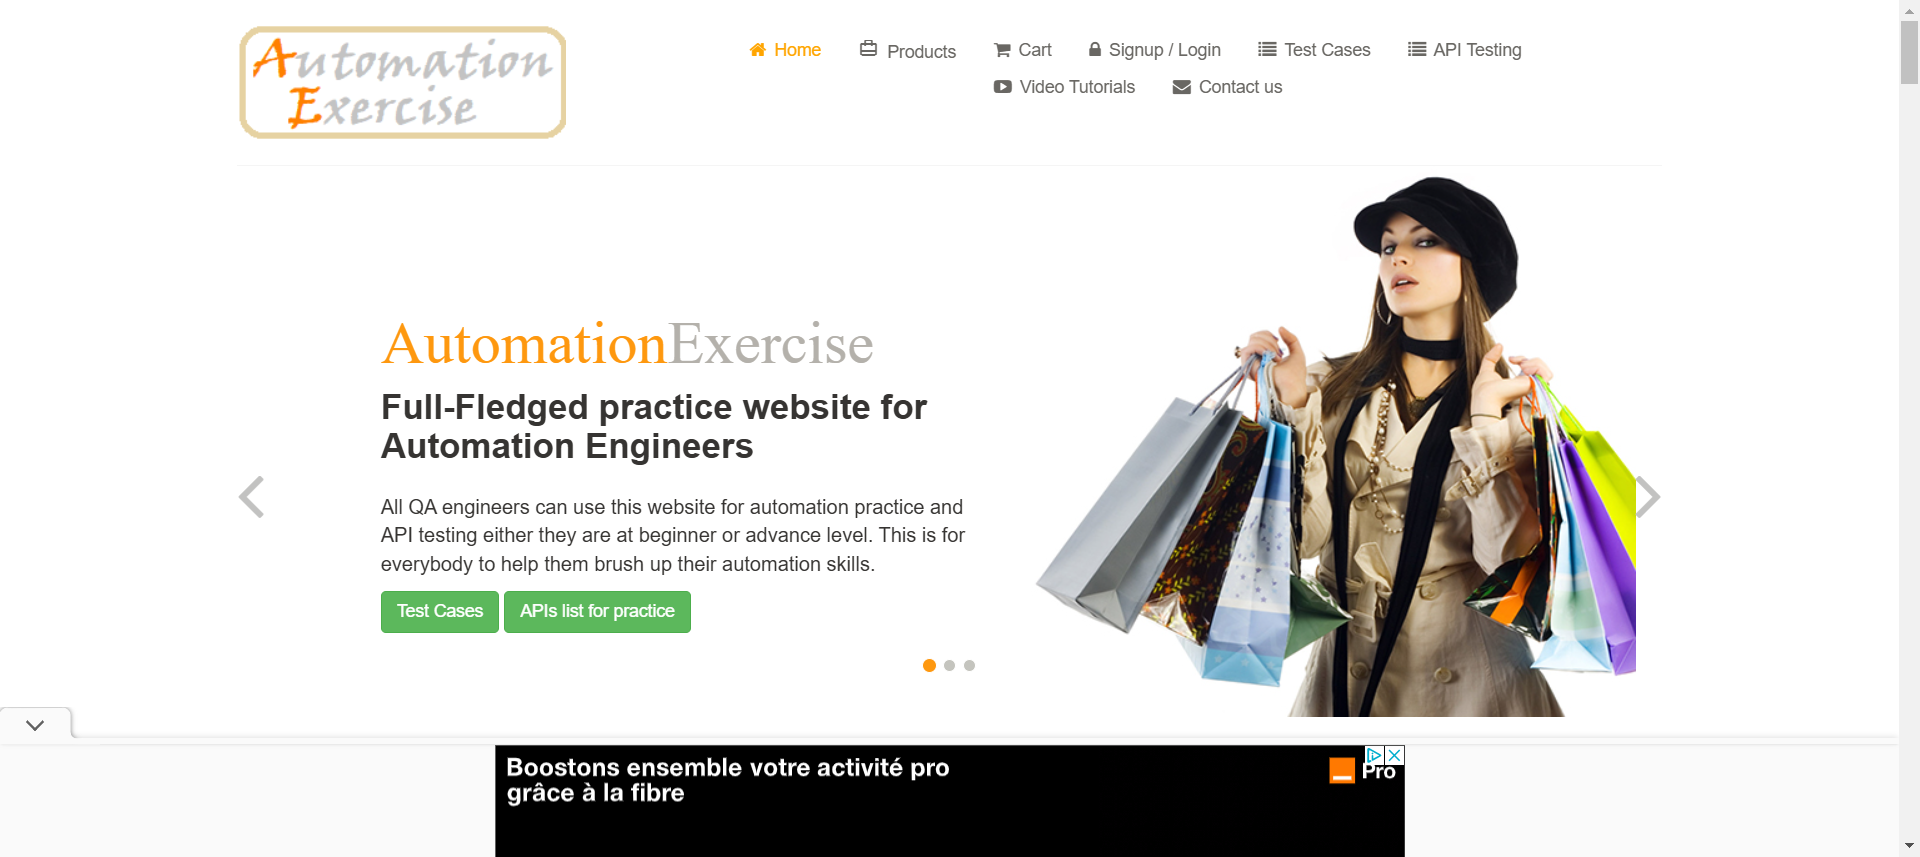 Automation
Exercise
Home
Products
Cart
Signup / Login
Test Cases
API Testing
Video Tutorials
Contact us
AutomationExercise
Full-Fledged practice website for
Automation Engineers
All QA engineers can use this website for automation practice and
API testing either they are at beginner or advance level. This is for
everybody to help them brush up their automation skills.
Test Cases
APIs list for practice
Boostons ensemble votre activité pro
grâce à la fibre
Pro